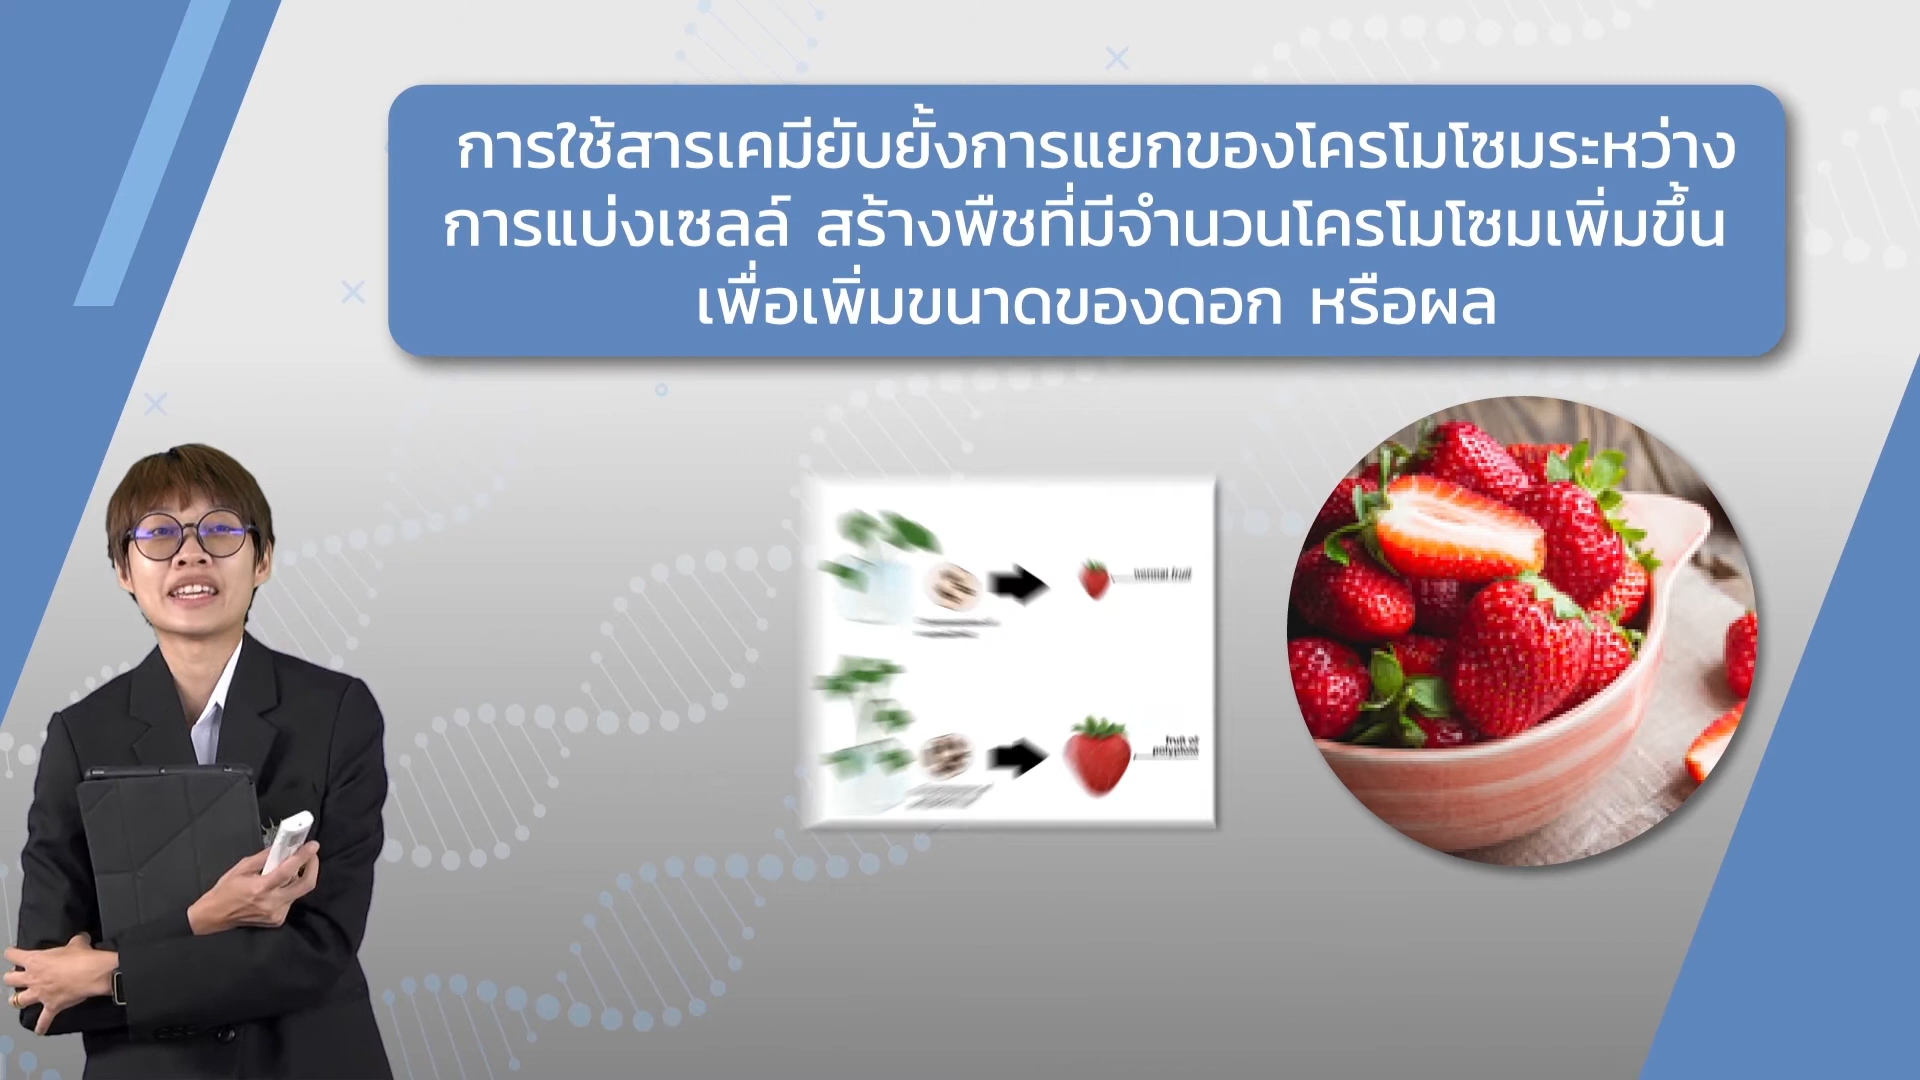 การใช้สารเคมียับยั้งการแยกของโครโมโซมระหว่าง
การแบ่งเซลล์ สร้างพืชที่มีจำนวนโครโมโซมเพิ่มขึ้น
เพื่อเพิ่มขนาดของดอก หรือผล
normal fruit
fruit of
polyploid